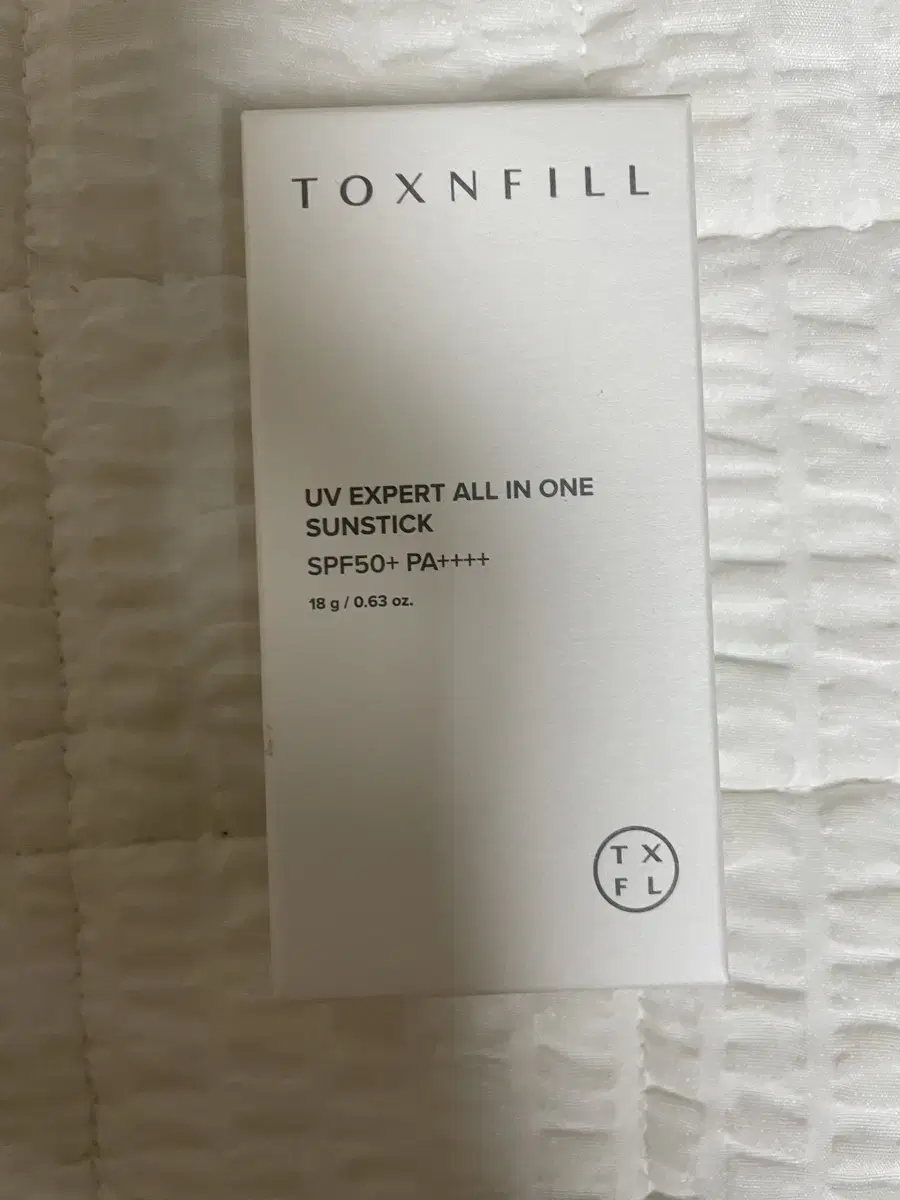 TOXNFILL
UV EXPERT ALL IN ONE
SUNSTICK
SPF50+ PA++++
18 g / 0.63 oz.
T X
F L